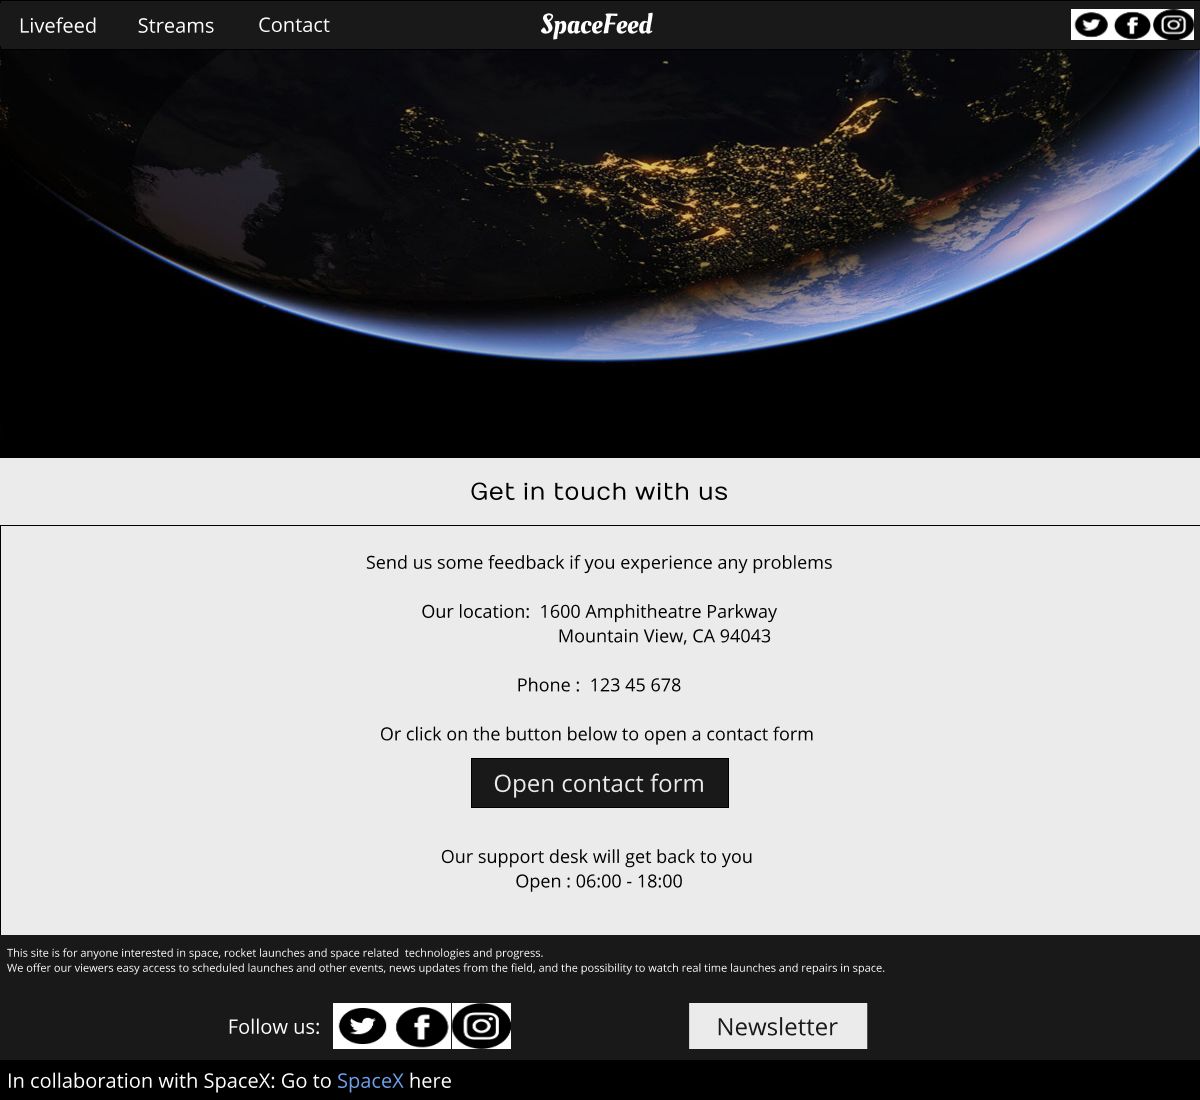 Livefeed Streams Contact SpaceFeed
Get in touch with us
Send us some feedback if you experience any problems
Our location: 1600 Amphitheatre Parkway
Mountain View, CA 94043
Phone : 123 45 678
Or click on the button below to open a contact form
Open contact form
Our support desk will get back to you
Open : 06:00 - 18:00
This site is for anyone interested in space, rocket launches and space related technologies and progress.
We offer our viewers easy access to scheduled launches and other events, news updates from the field, and the possibility to watch real time launches and repairs in space.
Follow us: Newsletter
In collaboration with SpaceX: Go to SpaceX here